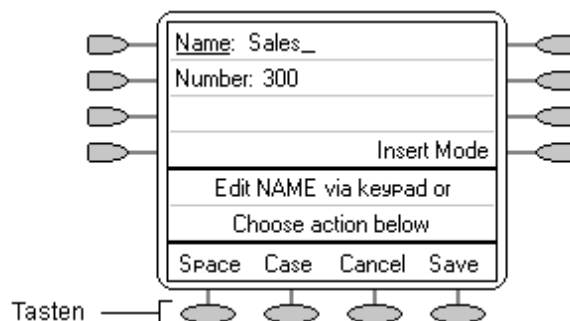 Name: Sales_
Number: 300
Insert Mode
Edit NAME via keypad or
Choose action below
Space Case Cancel Save
Tasten